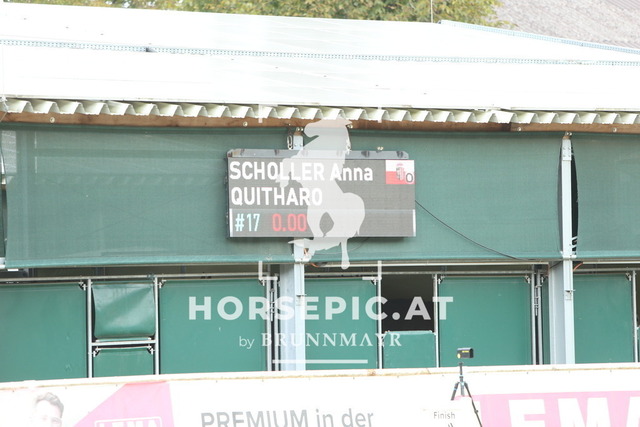 SCHOLLER Anna
QUITHARO
#17 0.00
HORSEPIC.AT
by BRUNNMAYR
PREMIUM in der
Finish